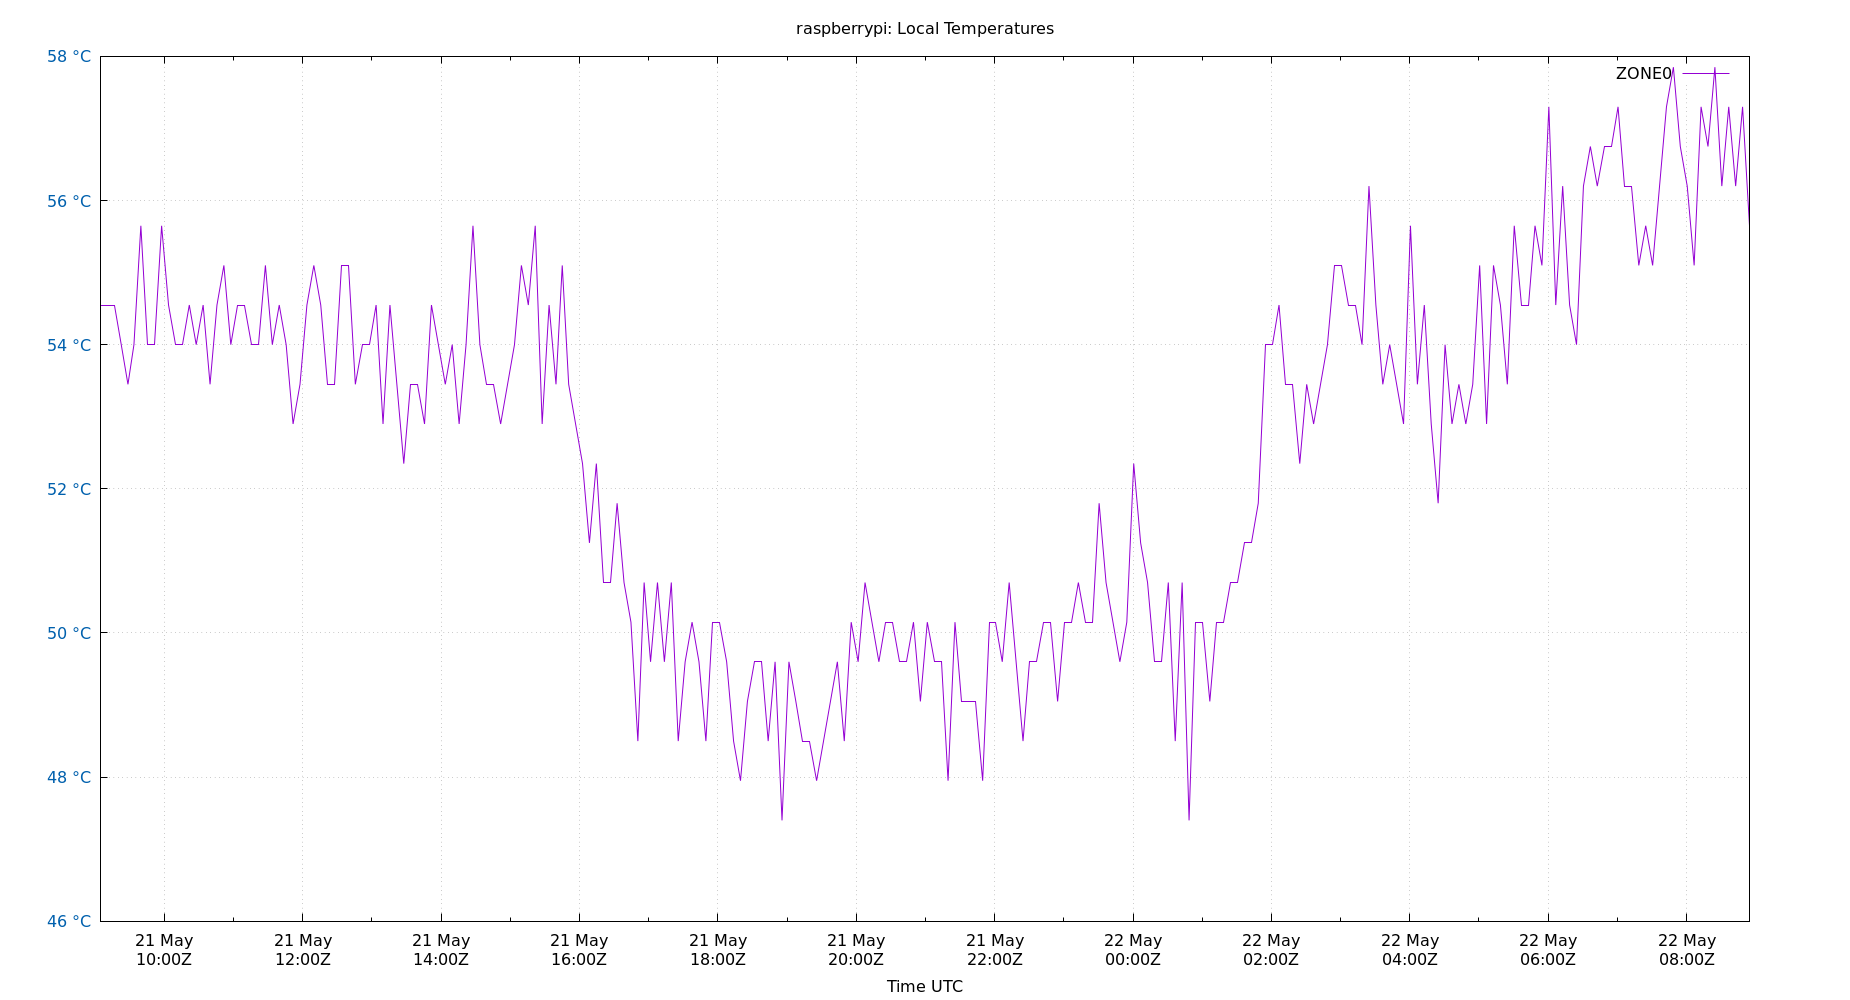 raspberrypi: Local Temperatures
58 °C
ZONE0
56 °C
54 °C
52 °C
50 °C
48 °C
46 °C
21 May 21 May 21 May 21 May 21 May 21 May 21 May 22 May 22 May 22 May 22 May 22 May
10:00Z 12:00Z 14:00Z 16:00Z 18:00Z 20:00Z 22:00Z 00:00Z 02:00Z 04:00Z 06:00Z 08:00Z
Time UTC